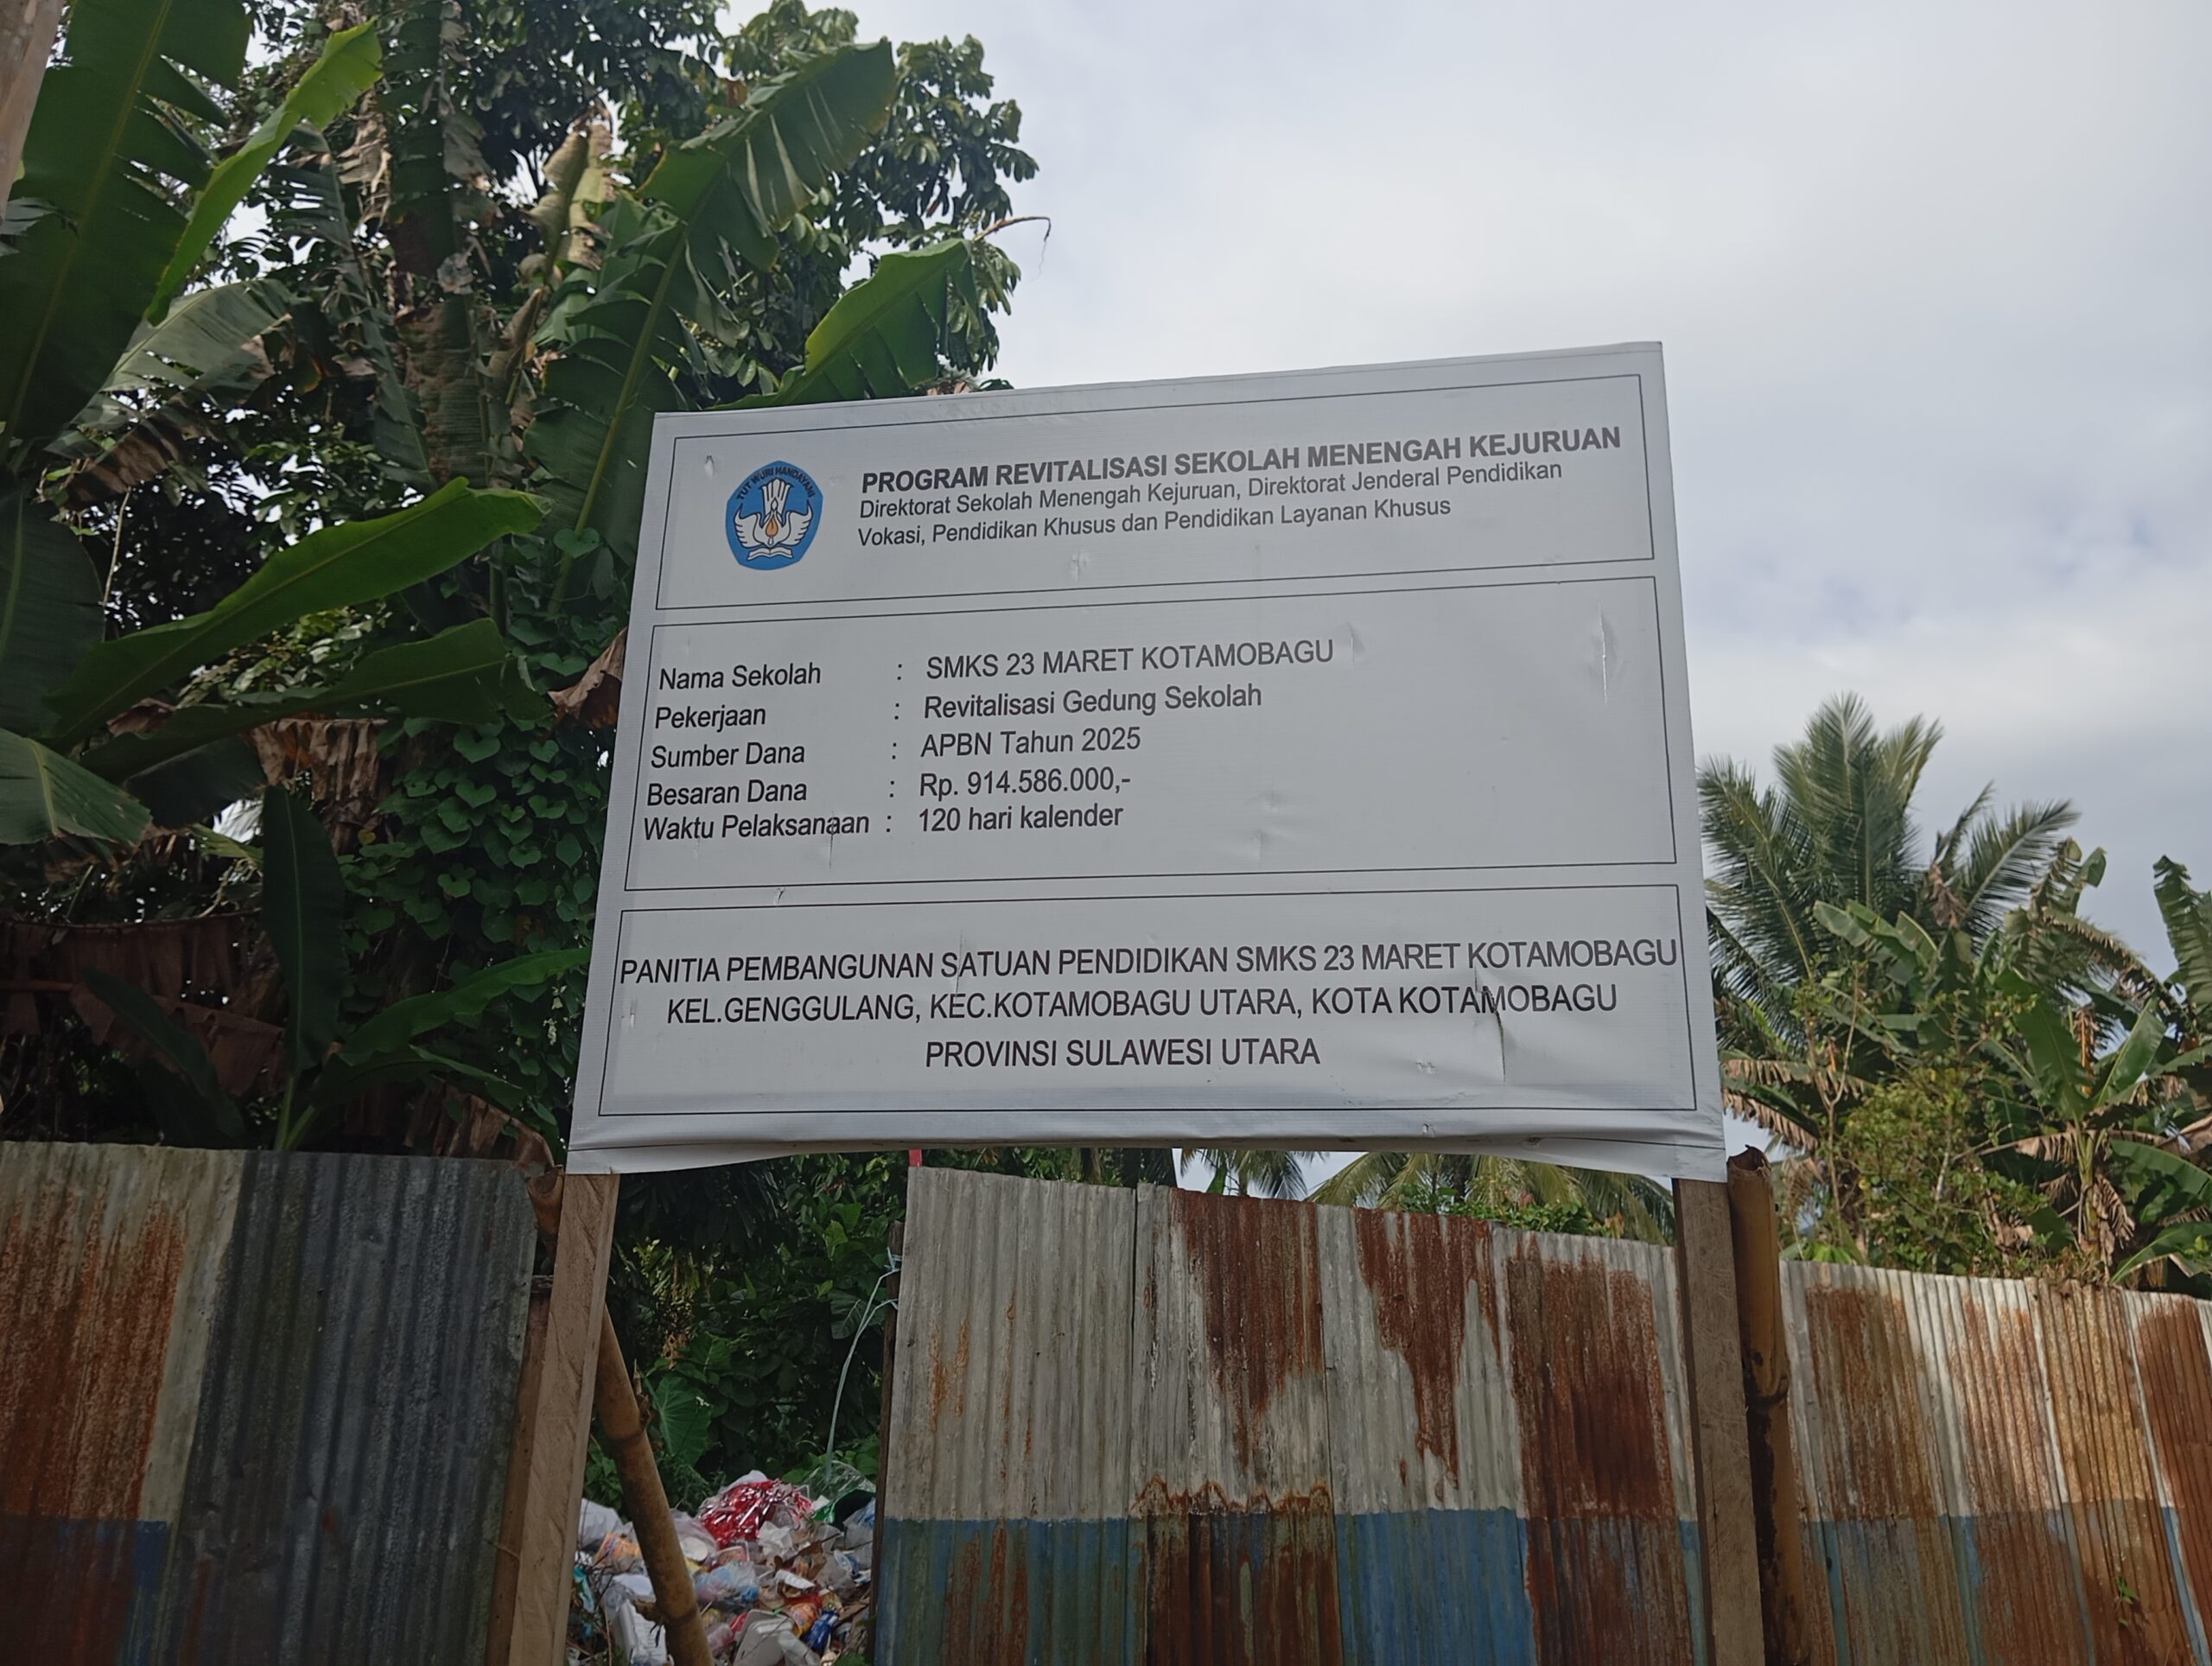 TUT WURI HANDAYANI
PROGRAM REVITALISASI SEKOLAH MENENGAH KEJURUAN
Direktorat Sekolah Menengah Kejuruan, Direktorat Jenderal Pendidikan
Vokasi, Pendidikan Khusus dan Pendidikan Layanan Khusus
Nama Sekolah : SMKS 23 MARET KOTAMOBAGU
Pekerjaan : Revitalisasi Gedung Sekolah
Sumber Dana : APBN Tahun 2025
Besaran Dana : Rp. 914.586.000,-
Waktu Pelaksanaan : 120 hari kalender
PANITIA PEMBANGUNAN SATUAN PENDIDIKAN SMKS 23 MARET KOTAMOBAGU
KEL.GENGGULANG, KEC.KOTAMOBAGU UTARA, KOTA KOTAMOBAGU
PROVINSI SULAWESI UTARA